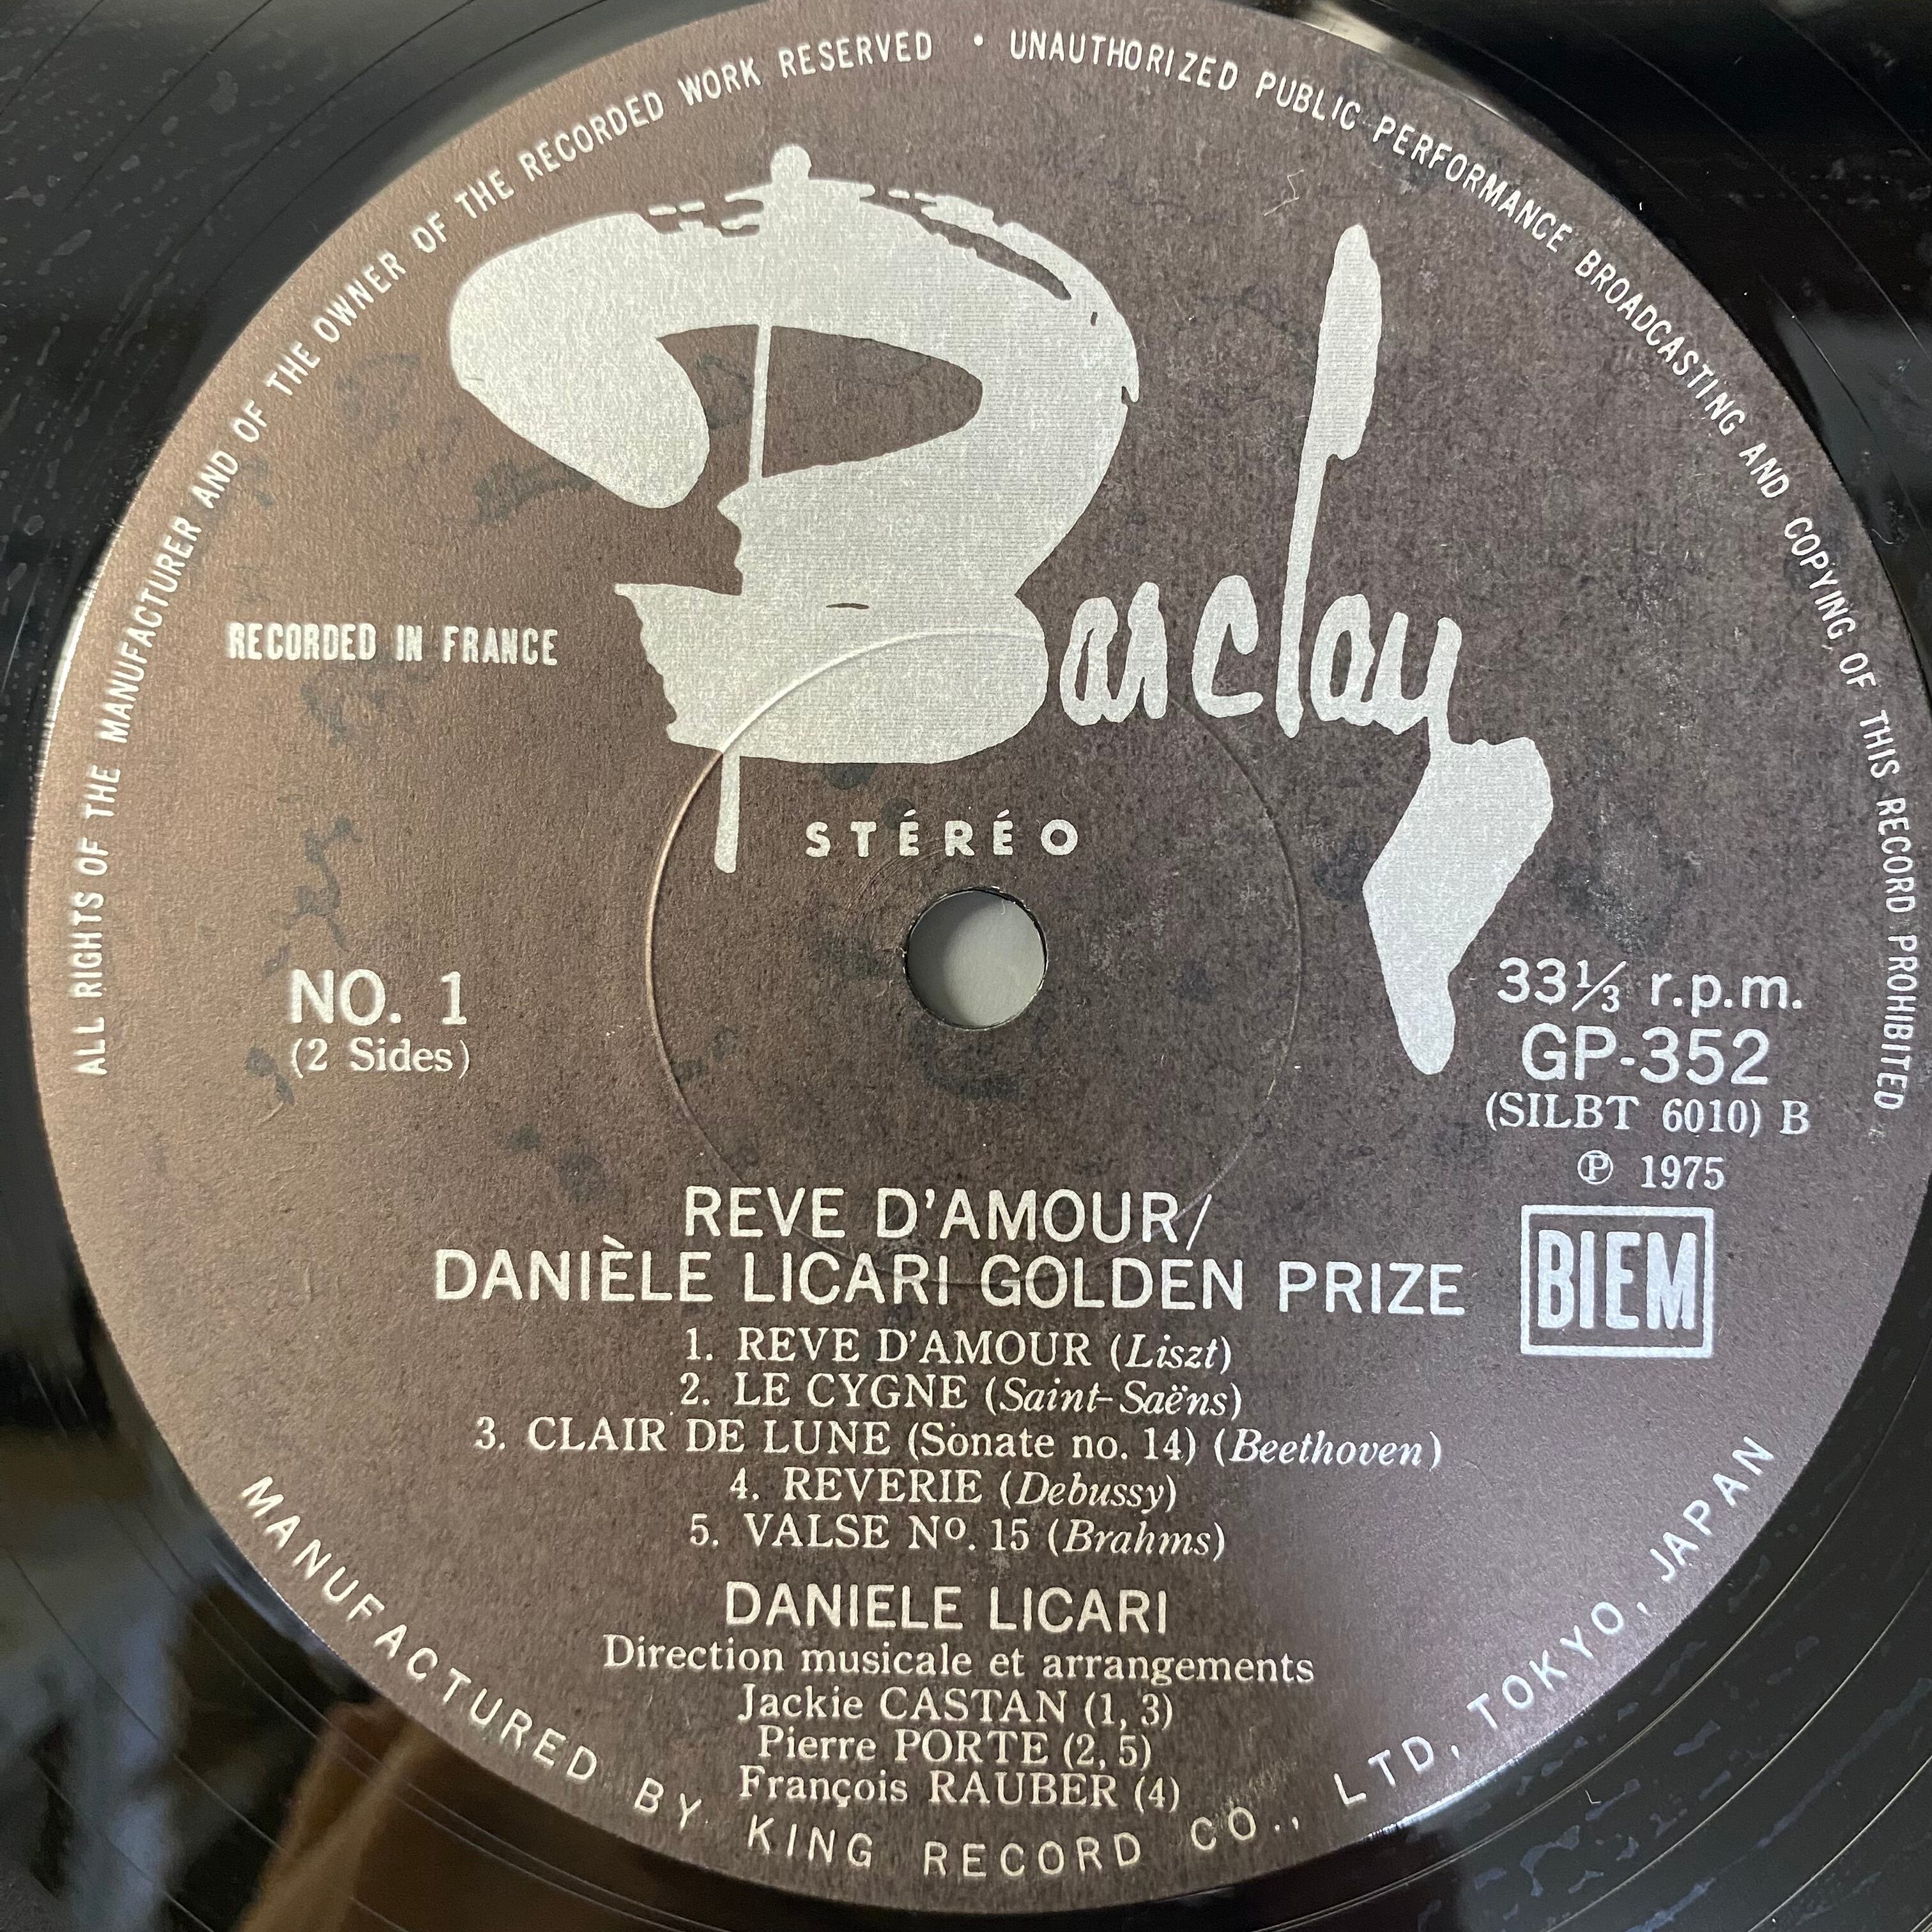 ALL RIGHTS OF THE MANUFACTURER AND OF THE OWNER OF THE RECORDED WORK RESERVED • UNAUTHORIZED PUBLIC PERFORMANCE BROADCASTING AND COPYING OF THIS RECORD PROHIBITED
Barclay
RECORDED IN FRANCE
STÉRÉO
NO. 1
(2 Sides)
33⅓ r.p.m.
GP-352
(SILBT 6010) B
℗ 1975
BIEM
REVE D'AMOUR/
DANIÈLE LICARI GOLDEN PRIZE
1. REVE D'AMOUR (Liszt)
2. LE CYGNE (Saint-Saëns)
3. CLAIR DE LUNE (Sonate no. 14) (Beethoven)
4. REVERIE (Debussy)
5. VALSE No. 15 (Brahms)
DANIELE LICARI
Direction musicale et arrangements
Jackie CASTAN (1, 3)
Pierre PORTE (2, 5)
François RAUBER (4)
MANUFACTURED BY KING RECORD CO., LTD, TOKYO, JAPAN